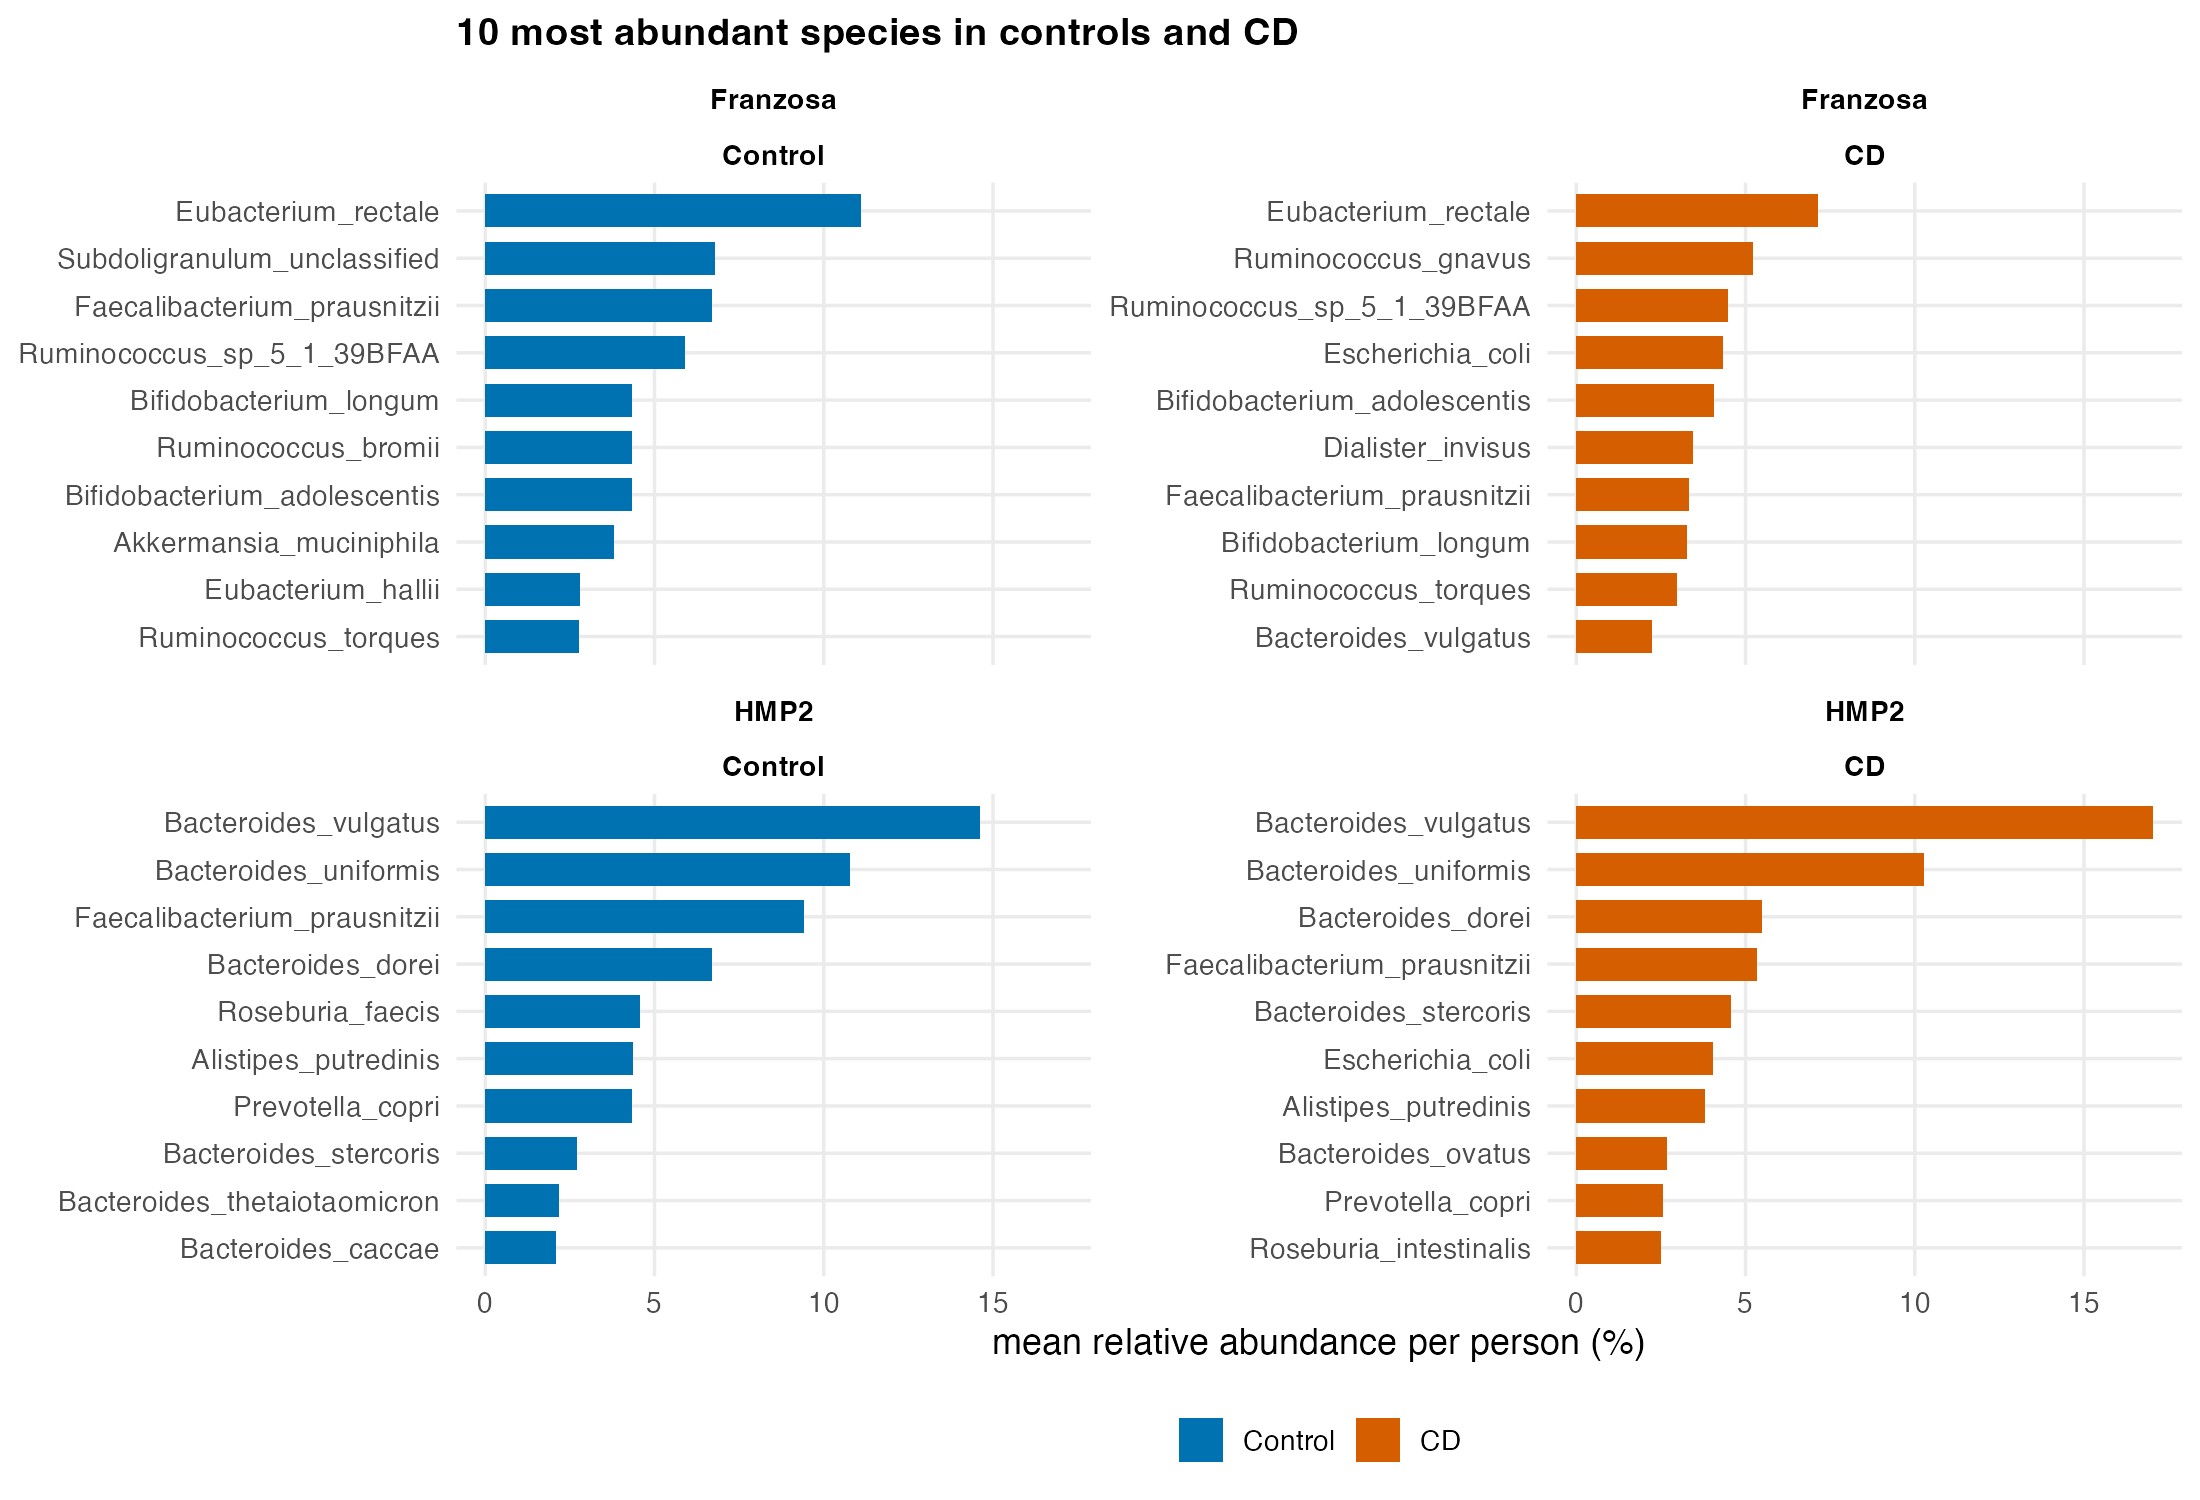 10 most abundant species in controls and CD
Franzosa
Control
Eubacterium_rectale
Subdoligranulum_unclassified
Faecalibacterium_prausnitzii
Ruminococcus_sp_5_1_39BFAA
Bifidobacterium_longum
Ruminococcus_bromii
Bifidobacterium_adolescentis
Akkermansia_muciniphila
Eubacterium_hallii
Ruminococcus_torques
Franzosa
CD
Eubacterium_rectale
Ruminococcus_gnavus
Ruminococcus_sp_5_1_39BFAA
Escherichia_coli
Bifidobacterium_adolescentis
Dialister_invisus
Faecalibacterium_prausnitzii
Bifidobacterium_longum
Ruminococcus_torques
Bacteroides_vulgatus
HMP2
Control
Bacteroides_vulgatus
Bacteroides_uniformis
Faecalibacterium_prausnitzii
Bacteroides_dorei
Roseburia_faecis
Alistipes_putredinis
Prevotella_copri
Bacteroides_stercoris
Bacteroides_thetaiotaomicron
Bacteroides_caccae
0 5 10 15
HMP2
CD
Bacteroides_vulgatus
Bacteroides_uniformis
Bacteroides_dorei
Faecalibacterium_prausnitzii
Bacteroides_stercoris
Escherichia_coli
Alistipes_putredinis
Bacteroides_ovatus
Prevotella_copri
Roseburia_intestinalis
0 5 10 15
mean relative abundance per person (%)
Control CD